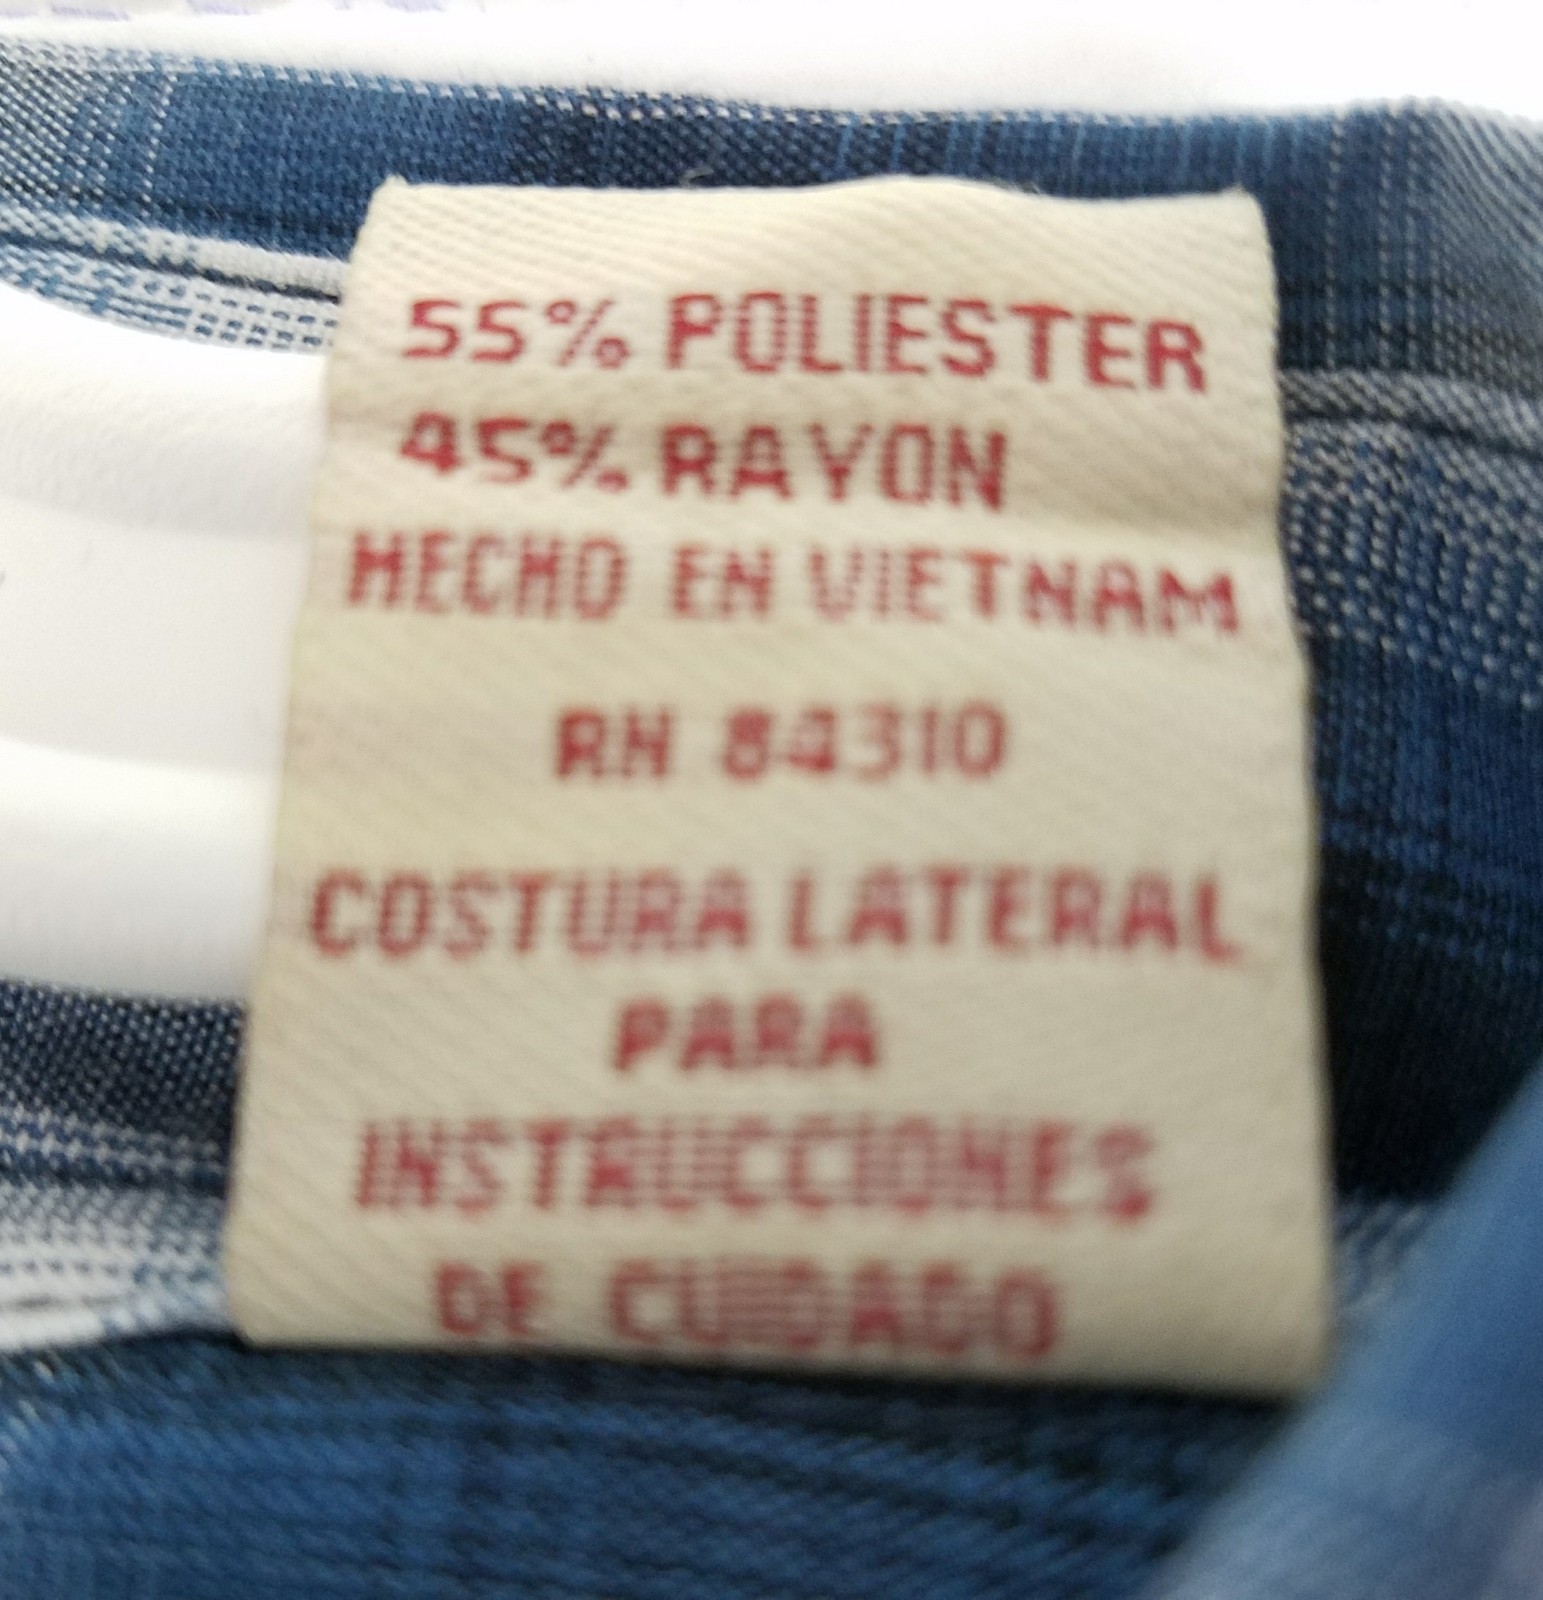 55% POLIESTER
45% RAYON
HECHO EN VIETNAM
RN 84310
COSTURA LATERAL
PARA
INSTRUCCIONES
DE CUIDADO